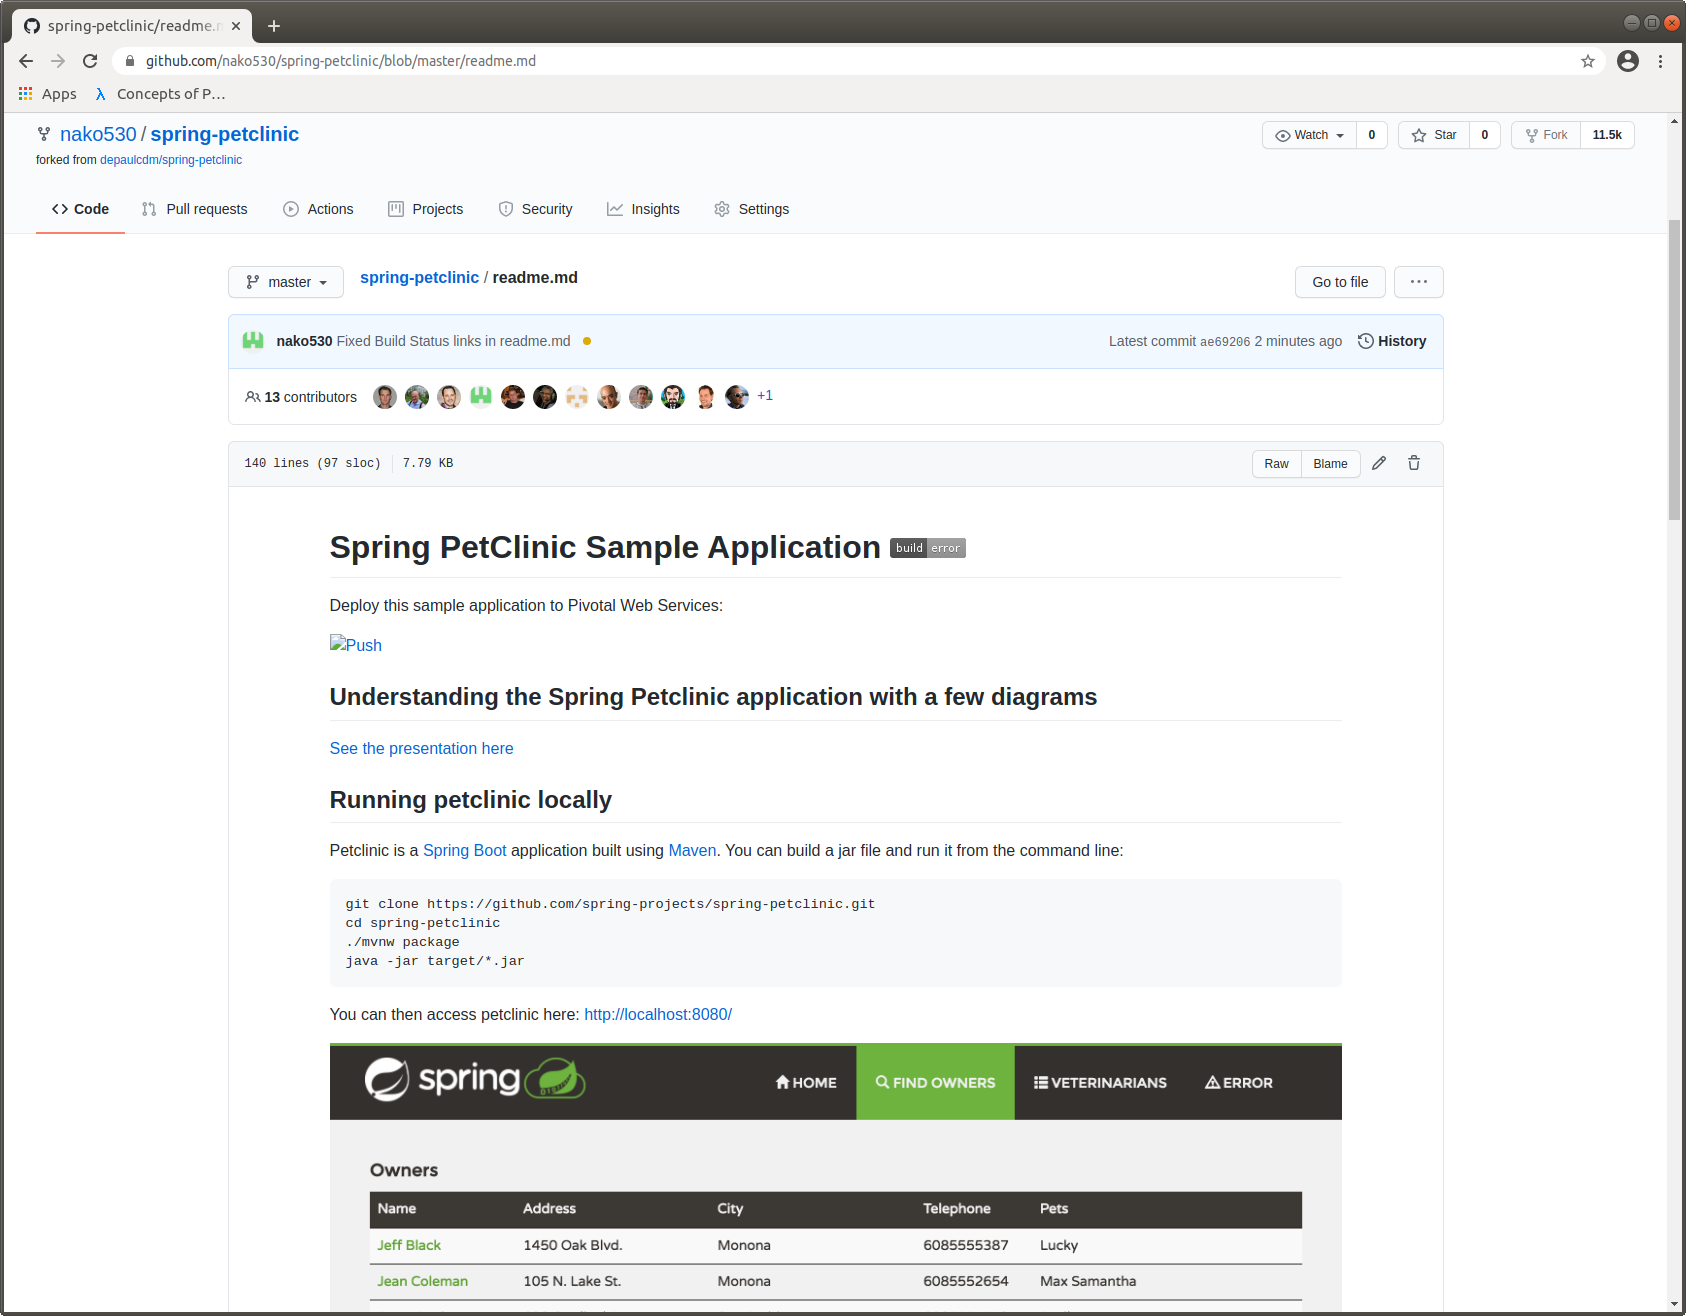 spring-petclinic/readme.m
github.com/nako530/spring-petclinic/blob/master/readme.md
Apps
Concepts of P…
nako530 / spring-petclinic
forked from depaulcdm/spring-petclinic
Watch 0
Star 0
Fork 11.5k
Code
Pull requests
Actions
Projects
Security
Insights
Settings
master
spring-petclinic / readme.md
Go to file
···
nako530 Fixed Build Status links in readme.md
Latest commit ae69206 2 minutes ago
History
13 contributors
+1
140 lines (97 sloc) 7.79 KB
Raw
Blame
Spring PetClinic Sample Application build error
Deploy this sample application to Pivotal Web Services:
Push
Understanding the Spring Petclinic application with a few diagrams
See the presentation here
Running petclinic locally
Petclinic is a Spring Boot application built using Maven. You can build a jar file and run it from the command line:
git clone https://github.com/spring-projects/spring-petclinic.git
cd spring-petclinic
./mvnw package
java -jar target/*.jar
You can then access petclinic here: http://localhost:8080/
spring
HOME
FIND OWNERS
VETERINARIANS
ERROR
Owners
Name Address City Telephone Pets
Jeff Black 1450 Oak Blvd. Monona 6085555387 Lucky
Jean Coleman 105 N. Lake St. Monona 6085552654 Max Samantha